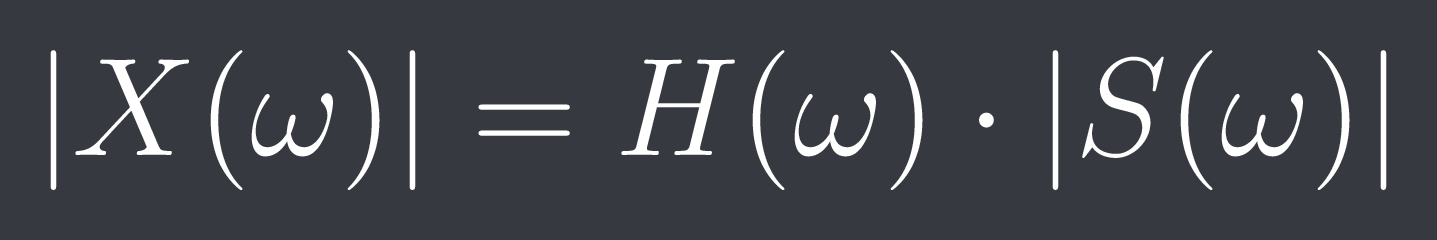 |X(ω)| = H(ω) · |S(ω)|